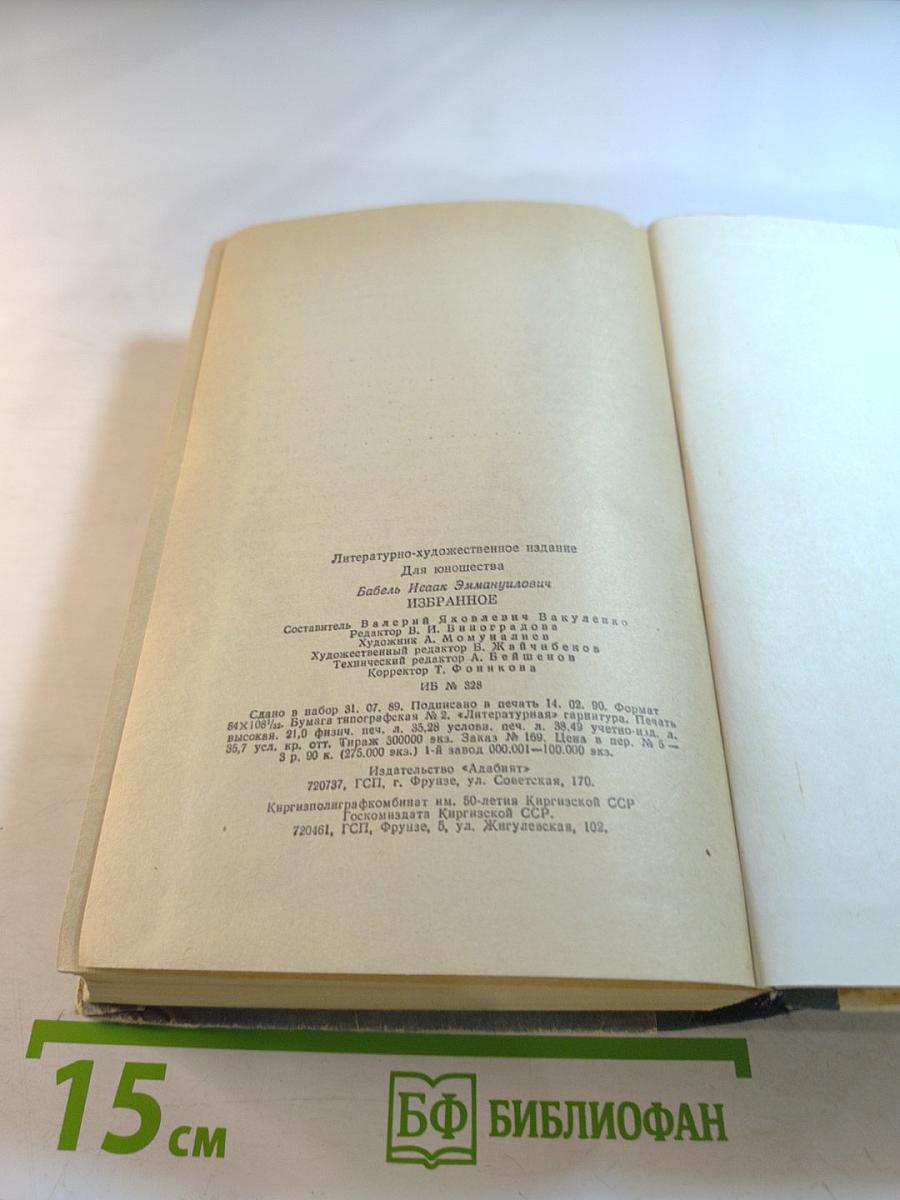 Литературно-художественное издание
Для юношества
Бабель Исаак Эммануилович
ИЗБРАННОЕ
Составитель Валерий Яковлевич Вакуленко
Редактор В. И. Виноградова
Художник А. Момуналиев
Художественный редактор Б. Жайчибеков
Технический редактор А. Бейшенов
Корректор Т. Фонякова
ИБ № 328
Сдано в набор 31. 07. 89. Подписано в печать 14. 02. 90. Формат
84×108¹/₃₂. Бумага типографская № 2. «Литературная» гарнитура. Печать
высокая. 21,0 физич. печ. л. 35,28 условн. печ. л. 38,49 учетно-изд. л.
35,7 усл. кр. отт. Тираж 300000 экз. Заказ № 169. Цена в пер. № 5 —
3 р. 90 к. (275.000 экз.) 1-й завод 000.001—100.000 экз.
Издательство «Адабият»
720737, ГСП, г. Фрунзе, ул. Советская, 170.
Киргизполиграфкомбинат им. 50-летия Киргизской ССР
Госкомиздата Киргизской ССР.
720461, ГСП, Фрунзе, 5, ул. Жигулевская, 102.
15 см
БФ БИБЛИОФАН